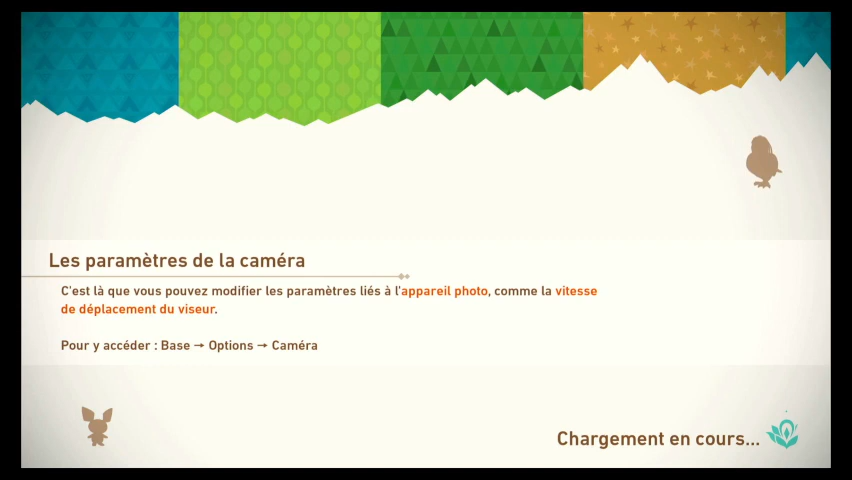 Les paramètres de la caméra
C'est là que vous pouvez modifier les paramètres liés à l'appareil photo, comme la vitesse
de déplacement du viseur.
Pour y accéder : Base → Options → Caméra
Chargement en cours...